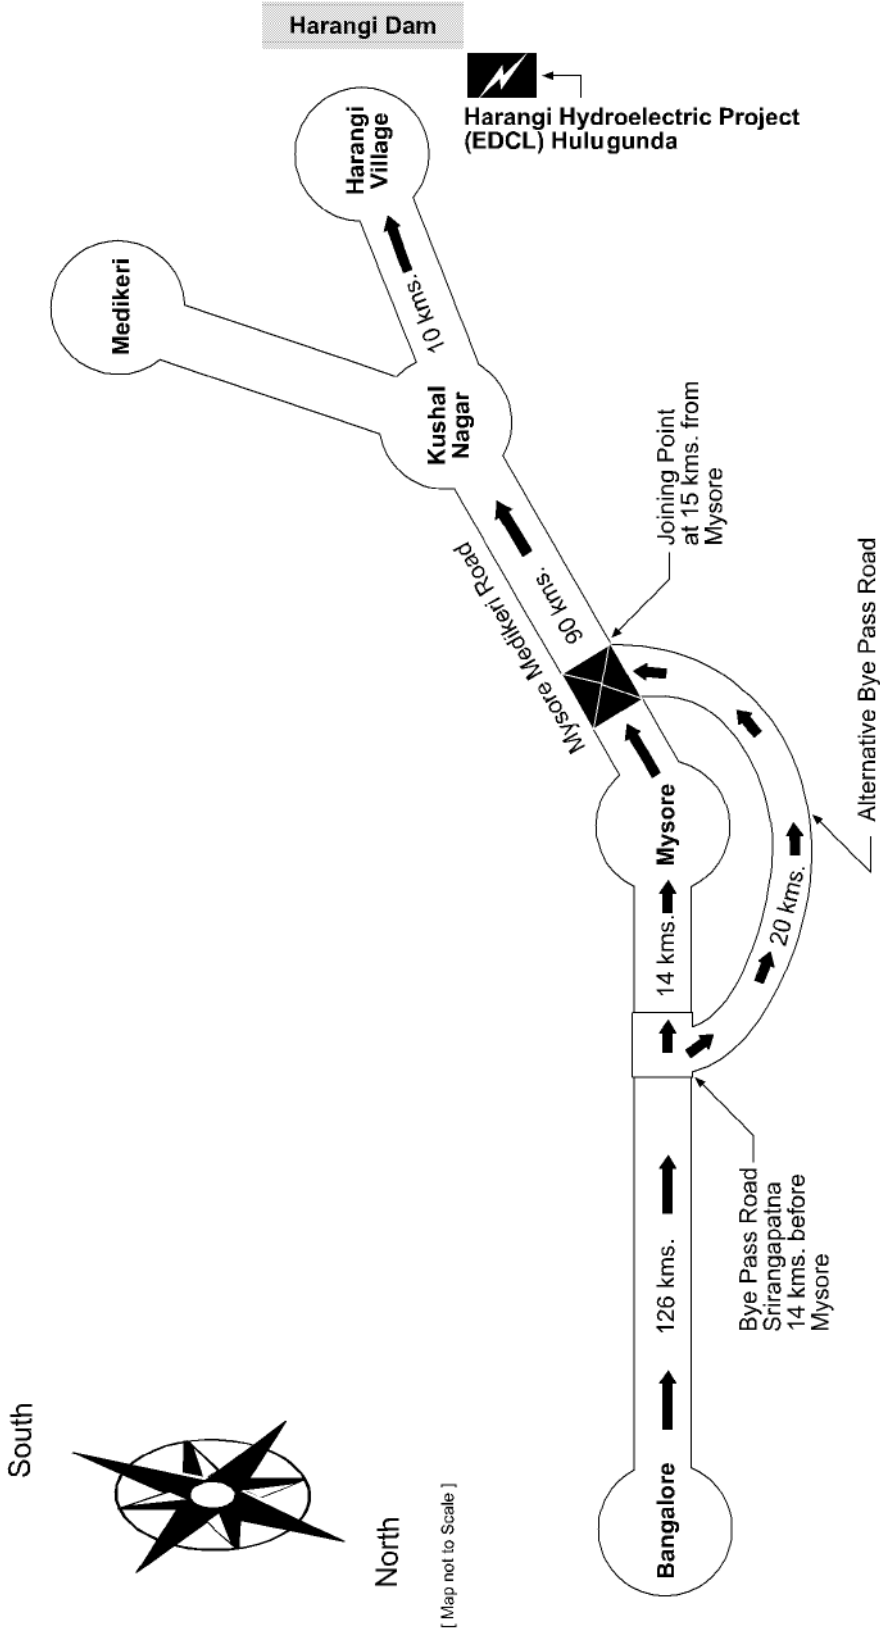 Harangi Dam
Harangi Hydroelectric Project
(EDCL) Hulugunda
Harangi
Village
Medikeri
10 kms.
Kushal
Nagar
Joining Point
at 15 kms. from
Mysore
90 kms.
Mysore Medikeri Road
Mysore
14 kms.
20 kms.
Alternative Bye Pass Road
Bye Pass Road
Srirangapatna
14 kms. before
Mysore
126 kms.
Bangalore
South
North
[ Map not to Scale ]